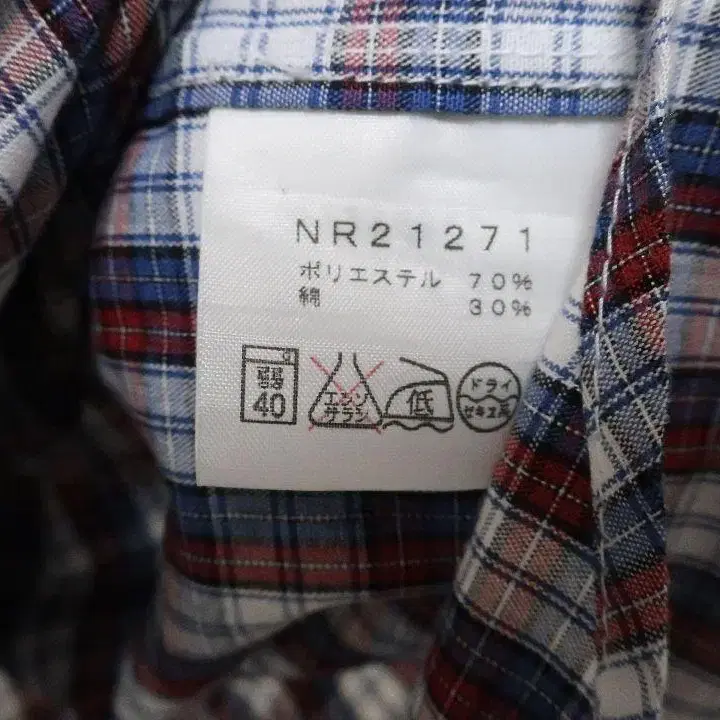 NR21271
ポリエステル 70%
綿 30%
弱 40
エンソ サラシ
低
ドライ
セキユ系